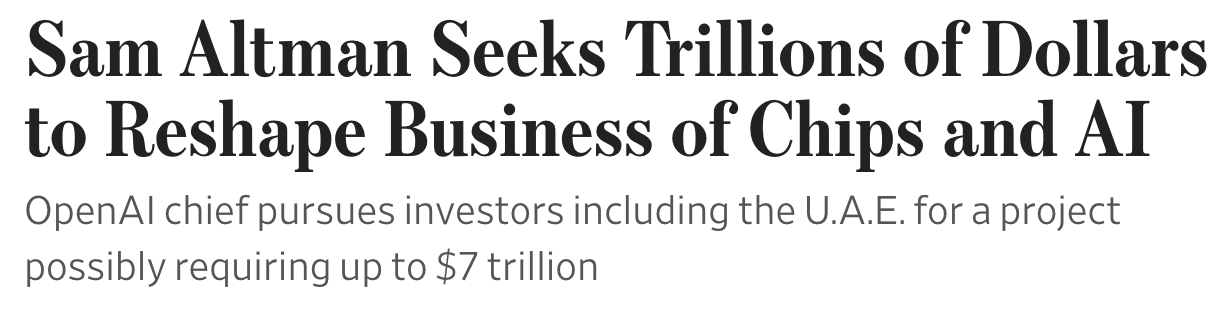 Sam Altman Seeks Trillions of Dollars
to Reshape Business of Chips and AI
OpenAI chief pursues investors including the U.A.E. for a project
possibly requiring up to $7 trillion